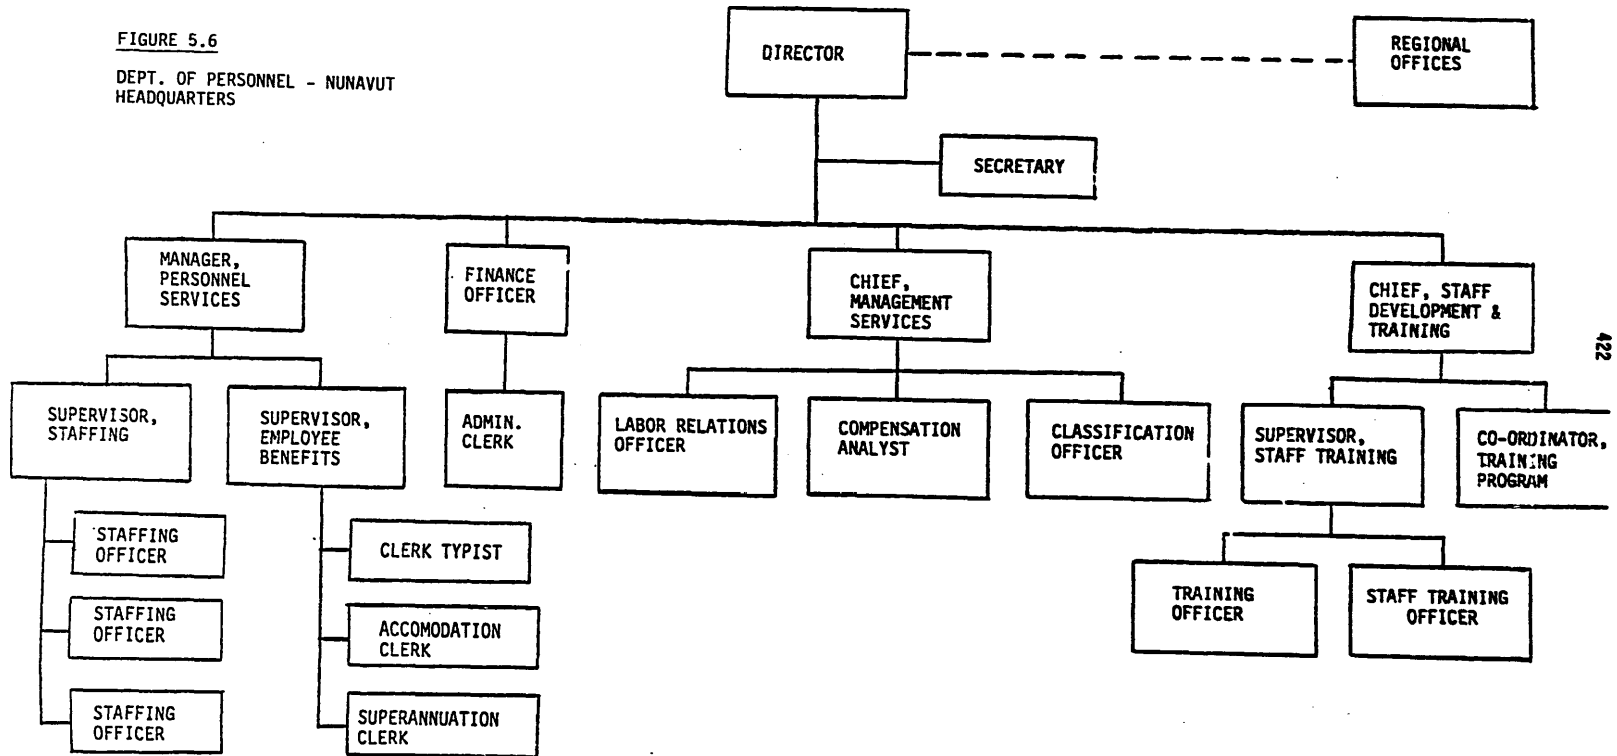 FIGURE 5.6
DEPT. OF PERSONNEL - NUNAVUT
HEADQUARTERS
DIRECTOR
REGIONAL
OFFICES
SECRETARY
MANAGER,
PERSONNEL
SERVICES
FINANCE
OFFICER
CHIEF,
MANAGEMENT
SERVICES
CHIEF, STAFF
DEVELOPMENT &
TRAINING
422
SUPERVISOR,
STAFFING
SUPERVISOR,
EMPLOYEE
BENEFITS
ADMIN.
CLERK
LABOR RELATIONS
OFFICER
COMPENSATION
ANALYST
CLASSIFICATION
OFFICER
SUPERVISOR,
STAFF TRAINING
CO-ORDINATOR,
TRAINING
PROGRAM
STAFFING
OFFICER
STAFFING
OFFICER
STAFFING
OFFICER
CLERK TYPIST
ACCOMODATION
CLERK
SUPERANNUATION
CLERK
TRAINING
OFFICER
STAFF TRAINING
OFFICER